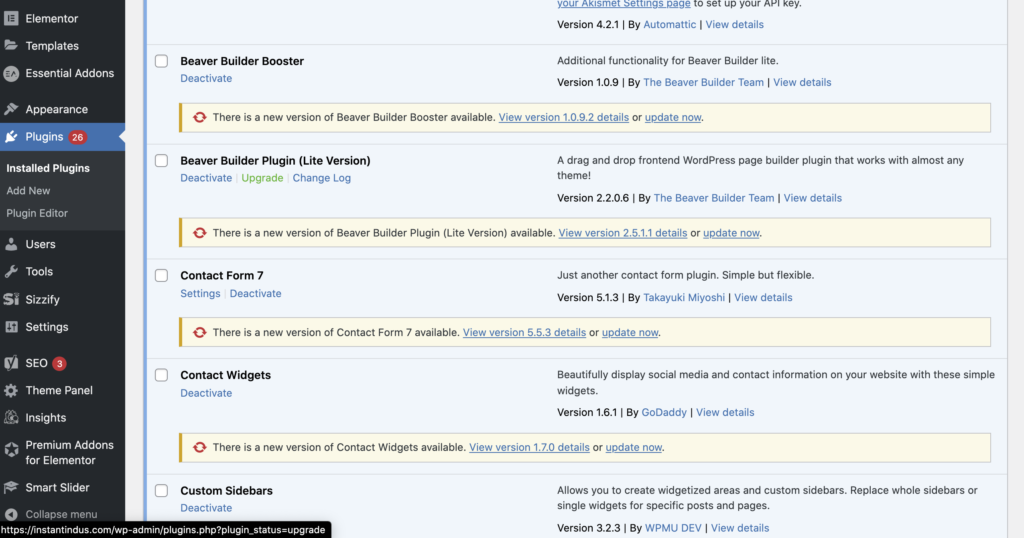 Elementor
Templates
Essential Addons
Appearance
Plugins 26
Installed Plugins
Add New
Plugin Editor
Users
Tools
Sizzify
Settings
SEO 3
Theme Panel
Insights
Premium Addons
for Elementor
Smart Slider
Collapse menu
https://instantindus.com/wp-admin/plugins.php?plugin_status=upgrade
your Akismet Settings page to set up your API key.
Version 4.2.1 | By Automattic | View details
Beaver Builder Booster
Deactivate
Additional functionality for Beaver Builder lite.
Version 1.0.9 | By The Beaver Builder Team | View details
There is a new version of Beaver Builder Booster available. View version 1.0.9.2 details or update now.
Beaver Builder Plugin (Lite Version)
Deactivate | Upgrade | Change Log
A drag and drop frontend WordPress page builder plugin that works with almost any
theme!
Version 2.2.0.6 | By The Beaver Builder Team | View details
There is a new version of Beaver Builder Plugin (Lite Version) available. View version 2.5.1.1 details or update now.
Contact Form 7
Settings | Deactivate
Just another contact form plugin. Simple but flexible.
Version 5.1.3 | By Takayuki Miyoshi | View details
There is a new version of Contact Form 7 available. View version 5.5.3 details or update now.
Contact Widgets
Deactivate
Beautifully display social media and contact information on your website with these simple
widgets.
Version 1.6.1 | By GoDaddy | View details
There is a new version of Contact Widgets available. View version 1.7.0 details or update now.
Custom Sidebars
Deactivate
Allows you to create widgetized areas and custom sidebars. Replace whole sidebars or
single widgets for specific posts and pages.
Version 3.2.3 | By WPMU DEV | View details